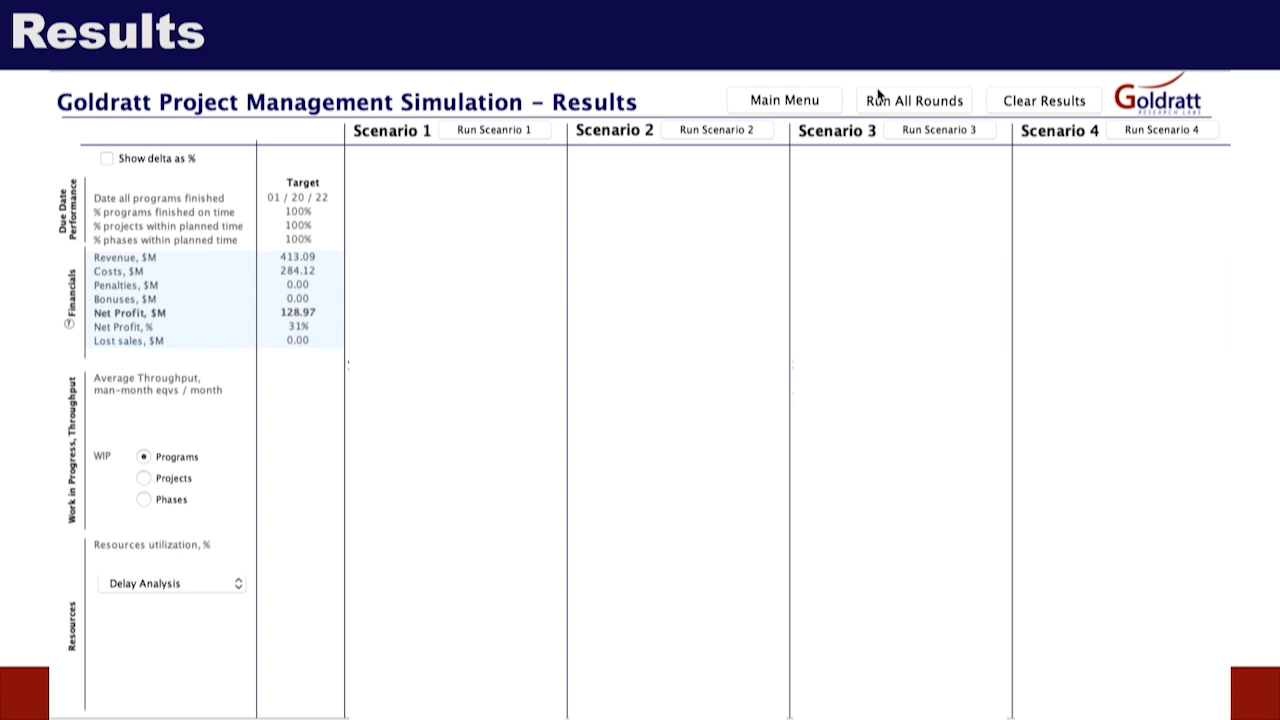 Results
Goldratt Project Management Simulation – Results
Main Menu
Run All Rounds
Clear Results
Goldratt
RESEARCH LABS
Scenario 1
Run Sceanrio 1
Scenario 2
Run Scenario 2
Scenario 3
Run Scenario 3
Scenario 4
Run Scenario 4
Show delta as %
Due Date
Performance
Target
Date all programs finished 01 / 20 / 22
% programs finished on time 100%
% projects within planned time 100%
% phases within planned time 100%
? Financials
Revenue, $M 413.09
Costs, $M 284.12
Penalties, $M 0.00
Bonuses, $M 0.00
Net Profit, $M 128.97
Net Profit, % 31%
Lost sales, $M 0.00
Work in Progress, Throughput
Average Throughput,
man-month eqvs / month
WIP
Programs
Projects
Phases
Resources
Resources utilization, %
Delay Analysis